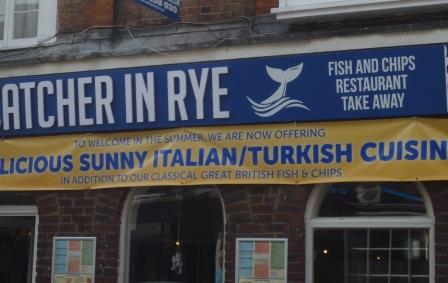 ATCHER IN RYE
FISH AND CHIPS
RESTAURANT
TAKE AWAY
TO WELCOME IN THE SUMMER, WE ARE NOW OFFERING
LICIOUS SUNNY ITALIAN/TURKISH CUISIN
IN ADDITION TO OUR CLASSICAL GREAT BRITISH FISH & CHIPS